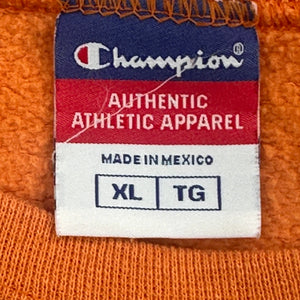 Champion®
AUTHENTIC
ATHLETIC APPAREL
MADE IN MEXICO
XL TG